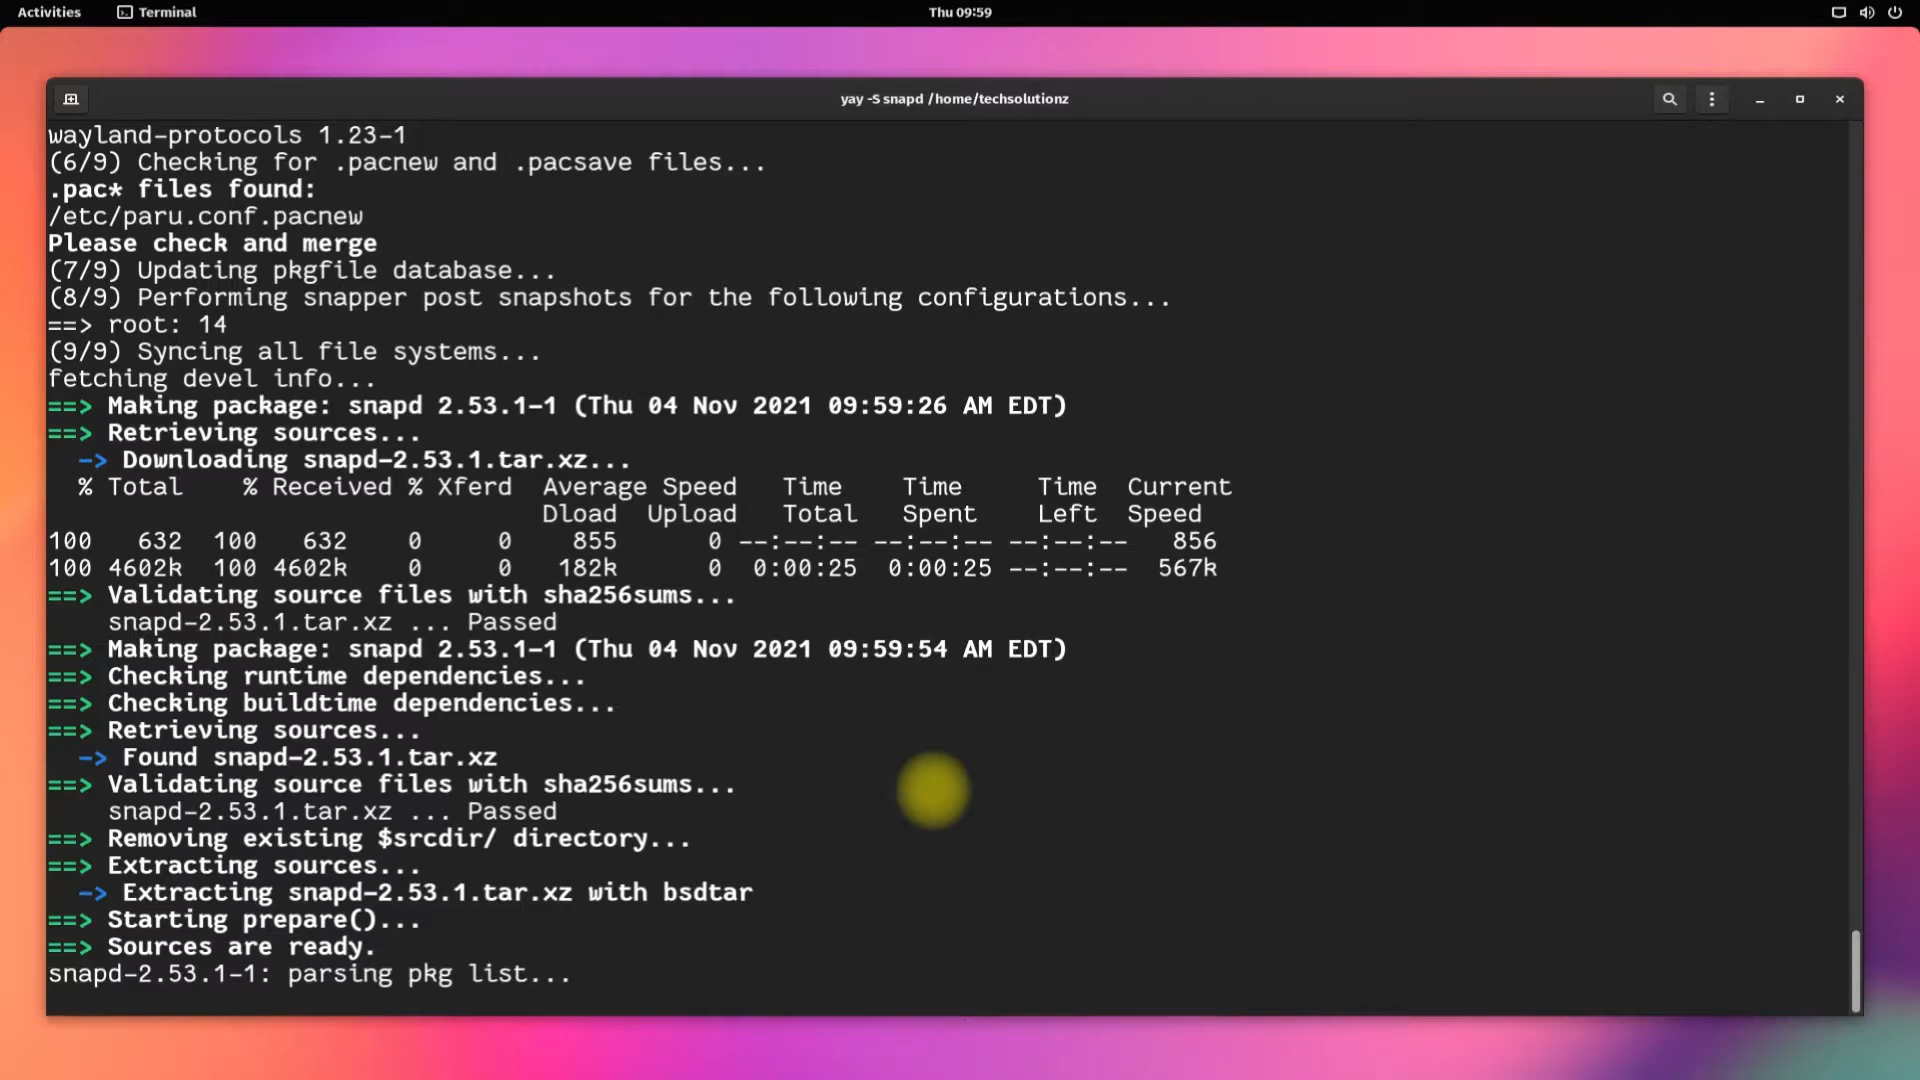 Activities Terminal Thu 09:59
yay -S snapd /home/techsolutionz
wayland-protocols 1.23-1
(6/9) Checking for .pacnew and .pacsave files...
.pac* files found:
/etc/paru.conf.pacnew
Please check and merge
(7/9) Updating pkgfile database...
(8/9) Performing snapper post snapshots for the following configurations...
==> root: 14
(9/9) Syncing all file systems...
fetching devel info...
==> Making package: snapd 2.53.1-1 (Thu 04 Nov 2021 09:59:26 AM EDT)
==> Retrieving sources...
  -> Downloading snapd-2.53.1.tar.xz...
  % Total    % Received % Xferd  Average Speed   Time    Time     Time  Current
                                 Dload  Upload   Total   Spent    Left  Speed
100   632  100   632    0     0    855      0 --:--:-- --:--:-- --:--:--   856
100 4602k  100 4602k    0     0   182k      0  0:00:25  0:00:25 --:--:--  567k
==> Validating source files with sha256sums...
    snapd-2.53.1.tar.xz ... Passed
==> Making package: snapd 2.53.1-1 (Thu 04 Nov 2021 09:59:54 AM EDT)
==> Checking runtime dependencies...
==> Checking buildtime dependencies...
==> Retrieving sources...
  -> Found snapd-2.53.1.tar.xz
==> Validating source files with sha256sums...
    snapd-2.53.1.tar.xz ... Passed
==> Removing existing $srcdir/ directory...
==> Extracting sources...
  -> Extracting snapd-2.53.1.tar.xz with bsdtar
==> Starting prepare()...
==> Sources are ready.
snapd-2.53.1-1: parsing pkg list...